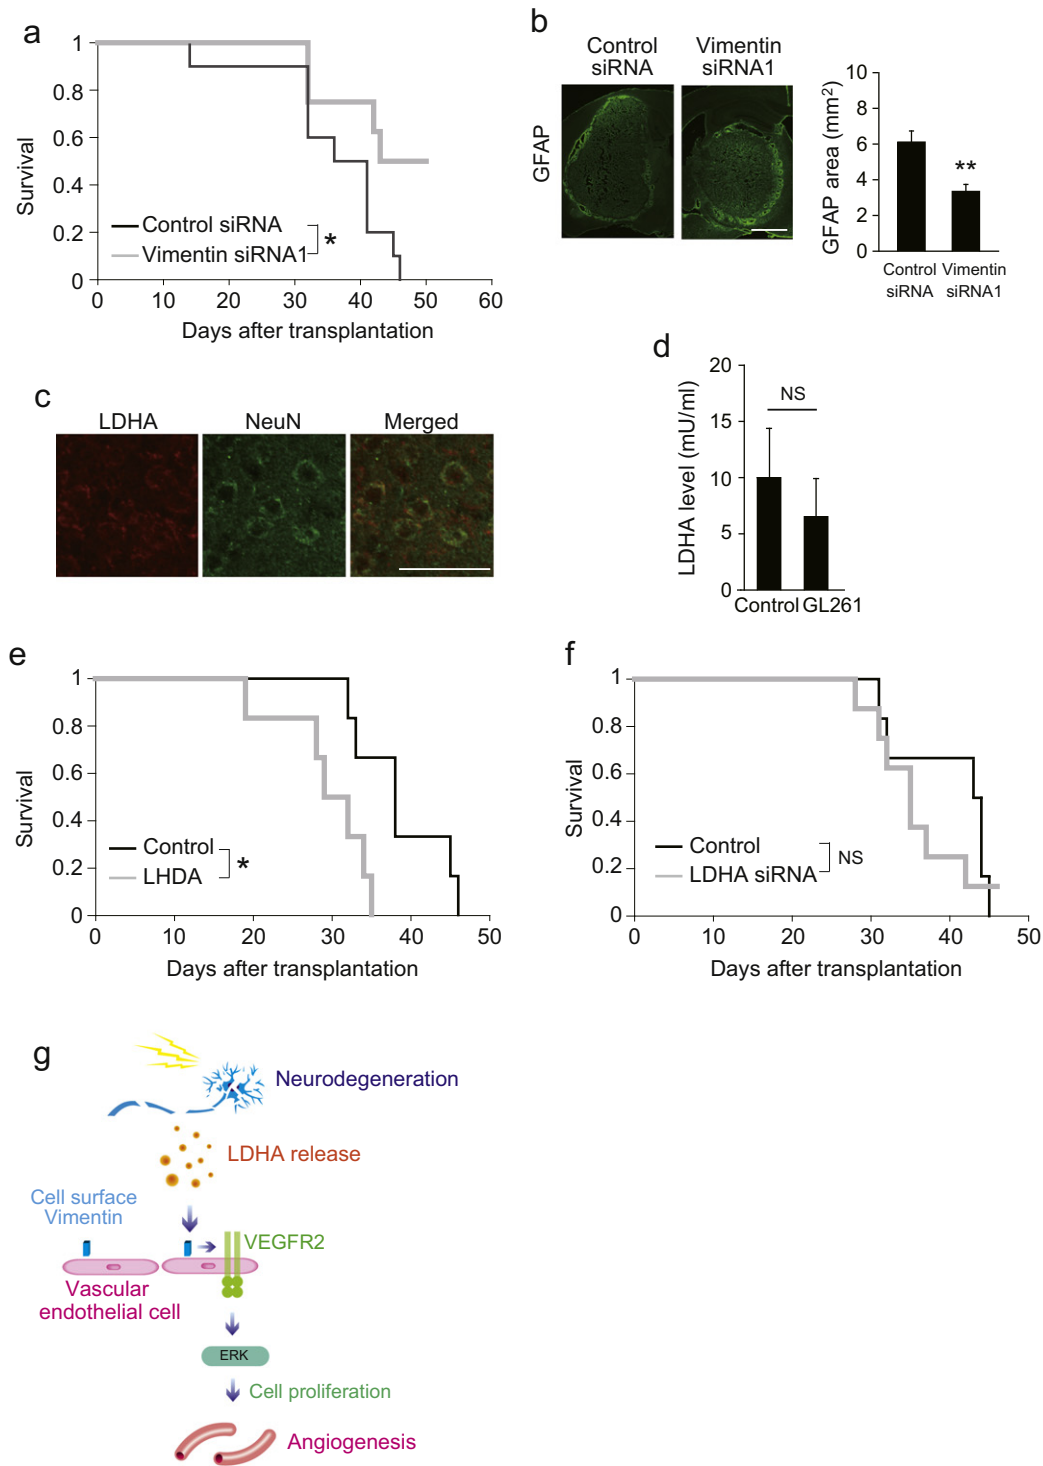 a
1
0.8
0.6
0.4
0.2
0
Survival
Control siRNA
Vimentin siRNA1
*
0 10 20 30 40 50 60
Days after transplantation
b
Control siRNA
Vimentin siRNA1
GFAP
GFAP area (mm²)
10
8
6
4
2
0
**
Control siRNA
Vimentin siRNA1
c
LDHA NeuN Merged
d
LDHA level (mU/ml)
20
15
10
5
0
NS
Control GL261
e
1
0.8
0.6
0.4
0.2
0
Survival
Control
LHDA
*
0 10 20 30 40 50
Days after transplantation
f
1
0.8
0.6
0.4
0.2
0
Survival
Control
LDHA siRNA
NS
0 10 20 30 40 50
Days after transplantation
g
Neurodegeneration
LDHA release
Cell surface
Vimentin
VEGFR2
Vascular
endothelial cell
ERK
Cell proliferation
Angiogenesis